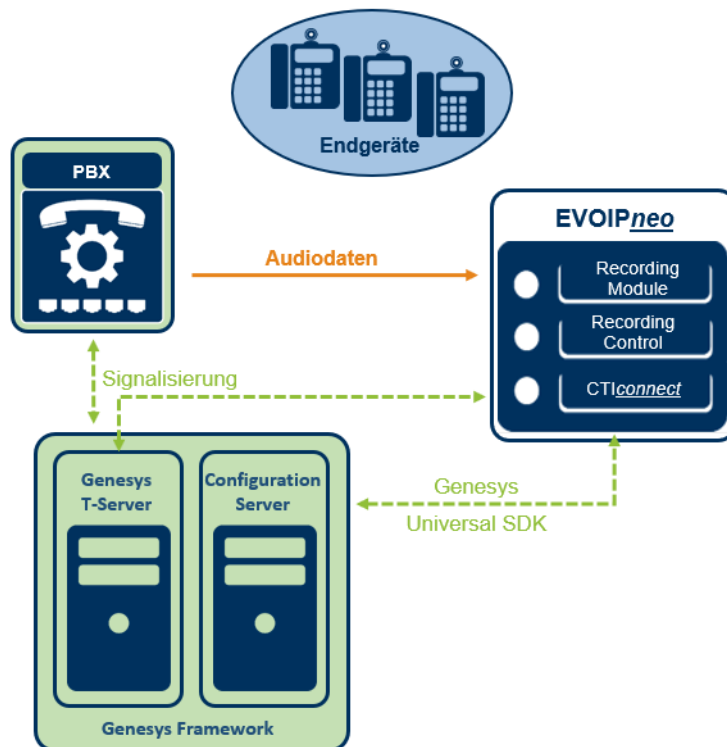 Endgeräte
PBX
EVOIPneo
Audiodaten
Recording
Module
Recording
Control
CTIconnect
Signalisierung
Genesys
T-Server
Configuration
Server
Genesys
Universal SDK
Genesys Framework